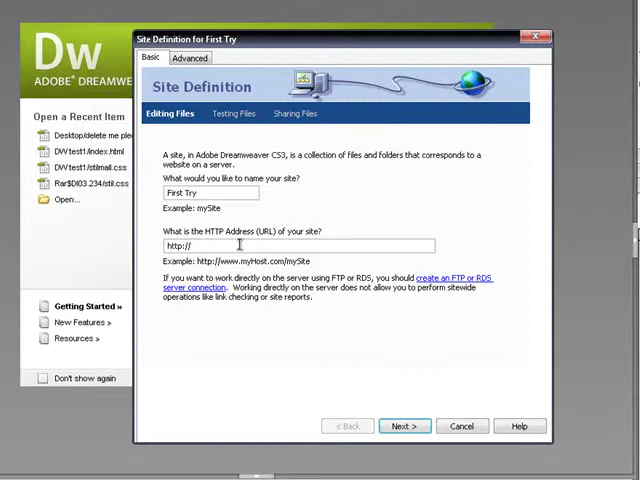 Site Definition for First Try
Basic
Advanced
Dw
ADOBE® DREAMWE
Site Definition
Editing Files
Testing Files
Sharing Files
Open a Recent Item
Desktop/delete me ple
DWtest1/index.html
DWtest1/stilmall.css
Rar$DI03.234/stil.css
Open...
A site, in Adobe Dreamweaver CS3, is a collection of files and folders that corresponds to a
website on a server.
What would you like to name your site?
First Try
Example: mySite
What is the HTTP Address (URL) of your site?
http://
Example: http://www.myHost.com/mySite
If you want to work directly on the server using FTP or RDS, you should create an FTP or RDS
server connection. Working directly on the server does not allow you to perform sitewide
operations like link checking or site reports.
Getting Started »
New Features »
Resources »
Don't show again
< Back
Next >
Cancel
Help